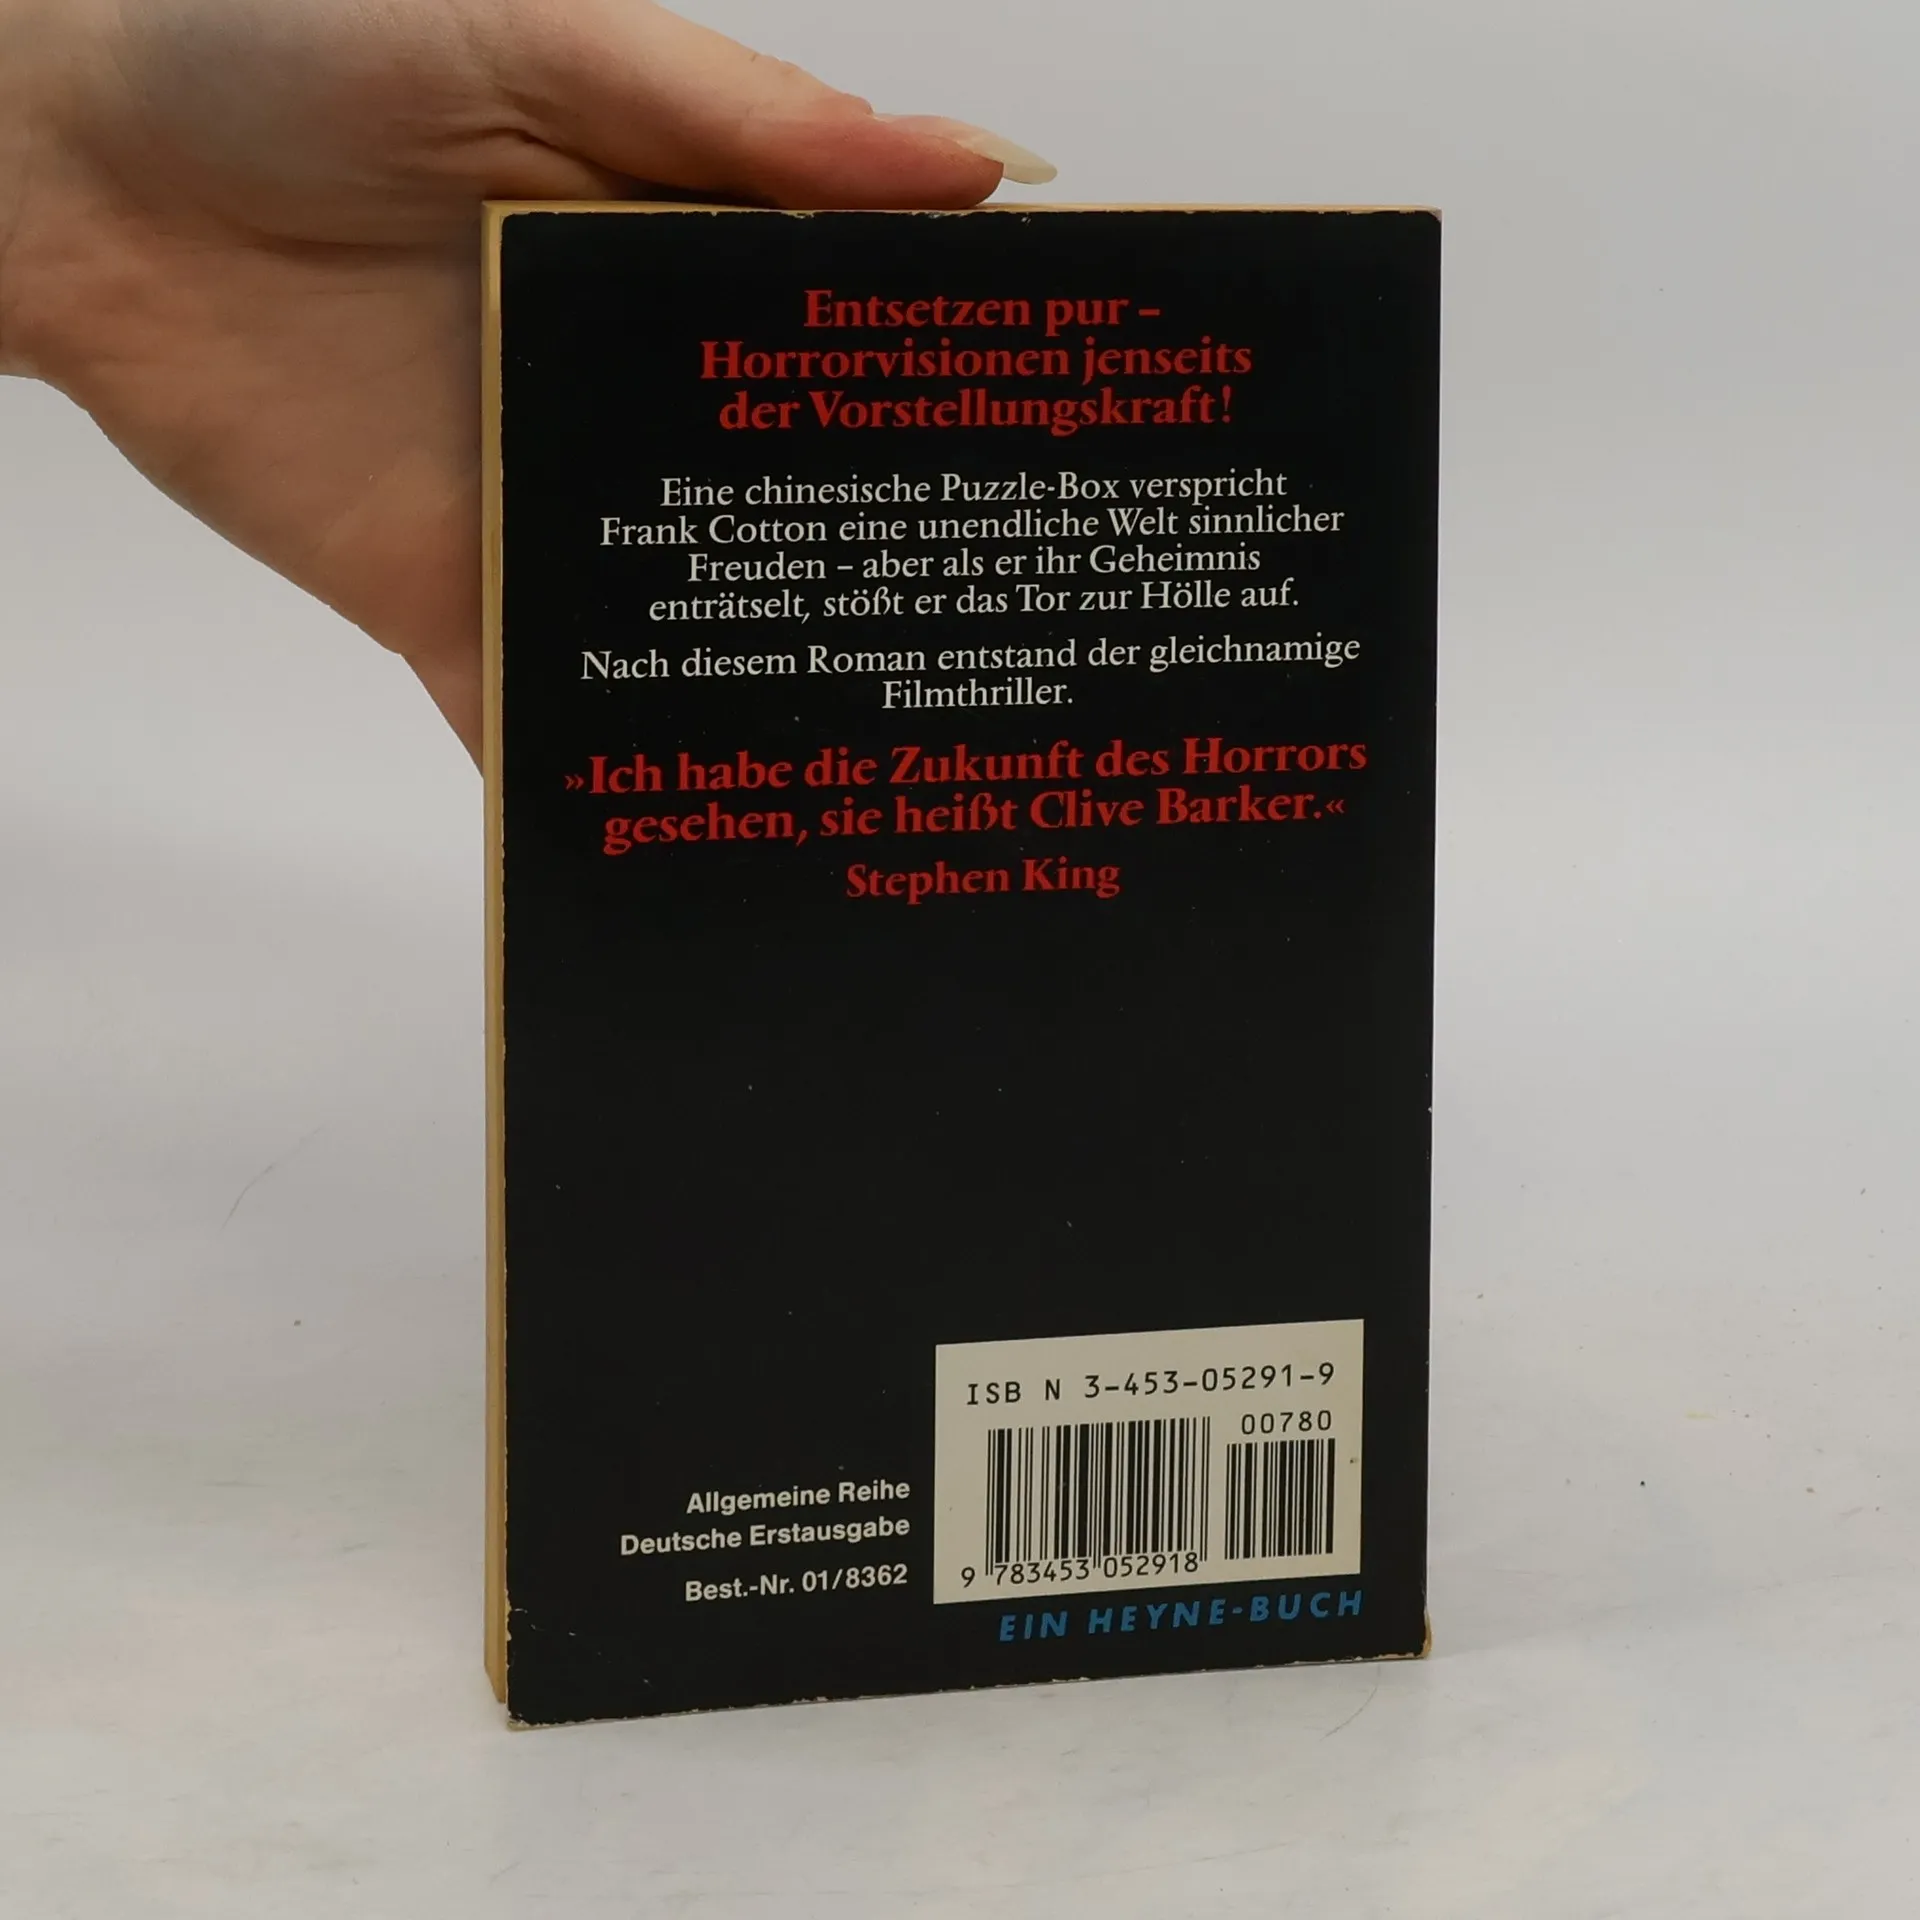 Entsetzen pur –
Horrorvisionen jenseits
der Vorstellungskraft!
Eine chinesische Puzzle-Box verspricht
Frank Cotton eine unendliche Welt sinnlicher
Freuden – aber als er ihr Geheimnis
enträtselt, stößt er das Tor zur Hölle auf.
Nach diesem Roman entstand der gleichnamige
Filmthriller.
»Ich habe die Zukunft des Horrors
gesehen, sie heißt Clive Barker.«
Stephen King
ISB N 3-453-05291-9
00780
9 783453 052918
Allgemeine Reihe
Deutsche Erstausgabe
Best.-Nr. 01/8362
EIN HEYNE-BUCH